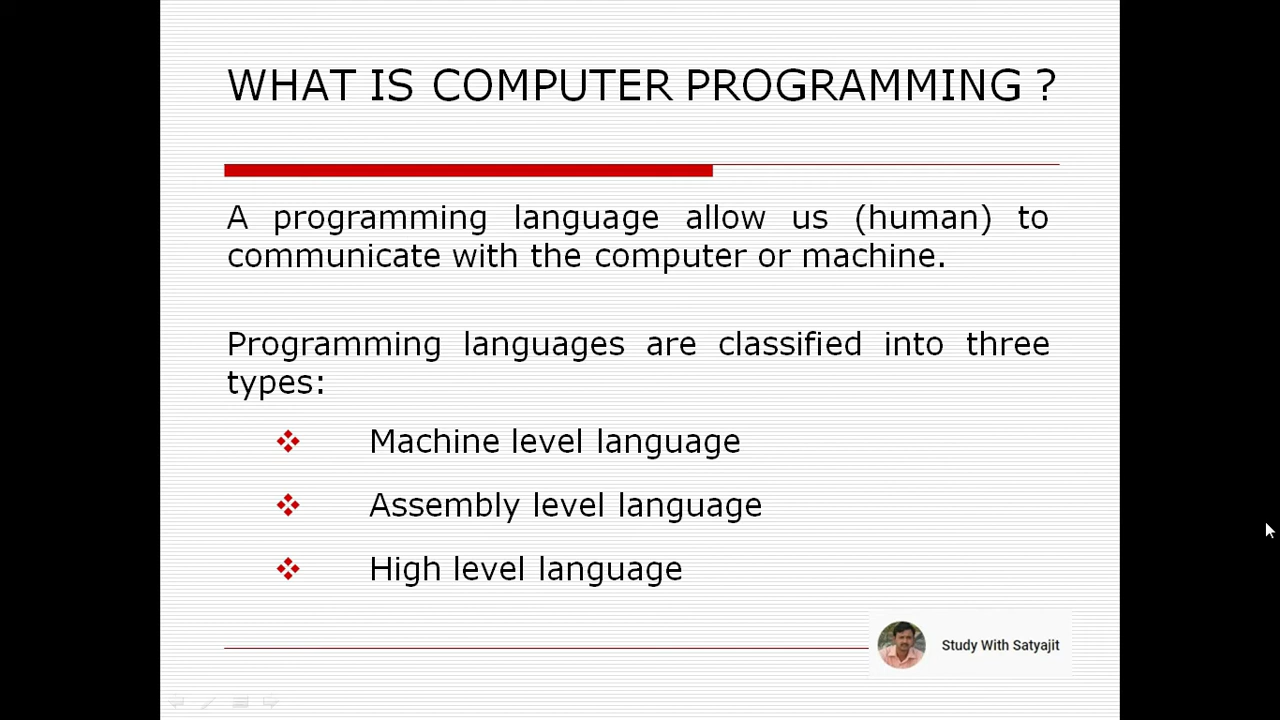 WHAT IS COMPUTER PROGRAMMING ?
A programming language allow us (human) to
communicate with the computer or machine.
Programming languages are classified into three
types:
Machine level language
Assembly level language
High level language
Study With Satyajit